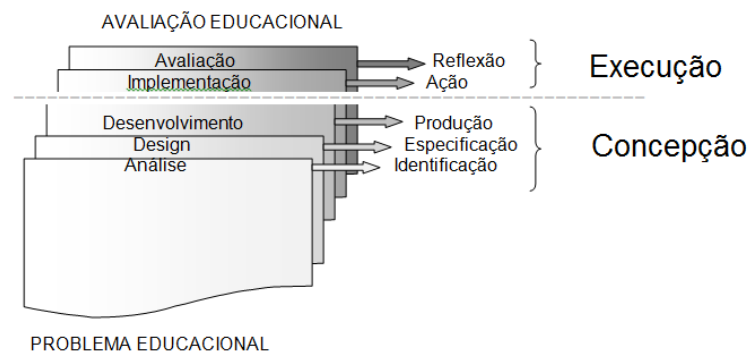 AVALIAÇÃO EDUCACIONAL
Avaliação Reflexão
Implementação Ação
Execução
Desenvolvimento Produção
Design Especificação
Análise Identificação
Concepção
PROBLEMA EDUCACIONAL